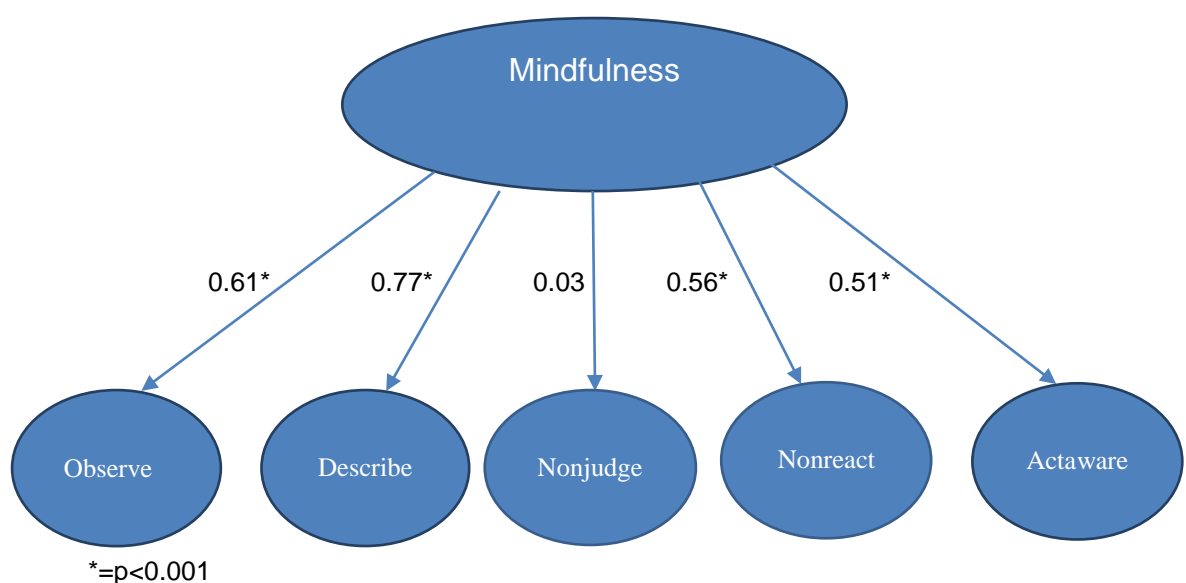 Mindfulness
0.61* 0.77* 0.03 0.56* 0.51*
Observe Describe Nonjudge Nonreact Actaware
*=p<0.001